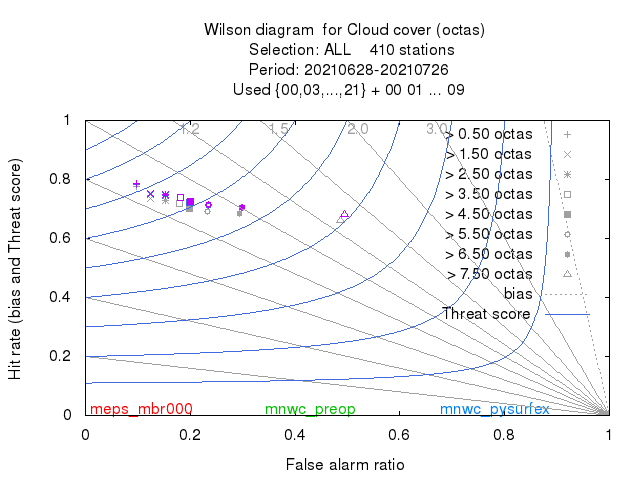 Wilson diagram  for Cloud cover (octas)
Selection: ALL    410 stations
Period: 20210628-20210726
Used {00,03,...,21} + 00 01 ... 09
1.2 1.5 2.0 3.0
> 0.50 octas
> 1.50 octas
> 2.50 octas
> 3.50 octas
> 4.50 octas
> 5.50 octas
> 6.50 octas
> 7.50 octas
bias
Threat score
Hit rate (bias and Threat score)
1
0.8
0.6
0.4
0.2
0
meps_mbr000 mnwc_preop mnwc_pysurfex
0 0.2 0.4 0.6 0.8 1
False alarm ratio